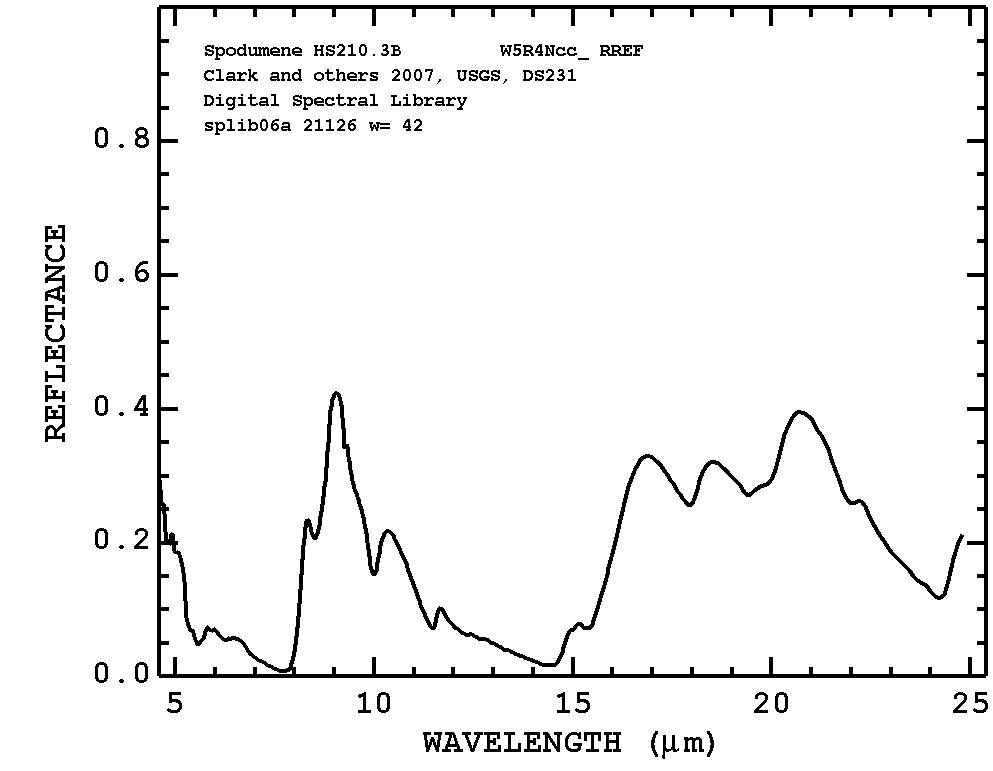 Spodumene HS210.3B W5R4Ncc_ RREF
Clark and others 2007, USGS, DS231
Digital Spectral Library
splib06a 21126 w= 42
0.8
0.6
0.4
0.2
0.0
REFLECTANCE
5 10 15 20 25
WAVELENGTH (μm)